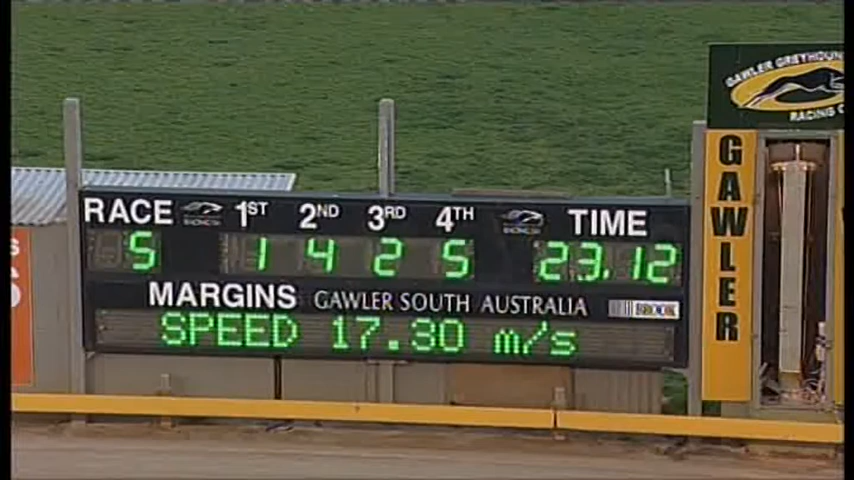 GAWLER GREYHOUND
RACING C
RACE 1ST 2ND 3RD 4TH TIME
5 1 4 2 5 23.12
MARGINS GAWLER SOUTH AUSTRALIA
SPEED 17.30 m/s
GAWLER
S